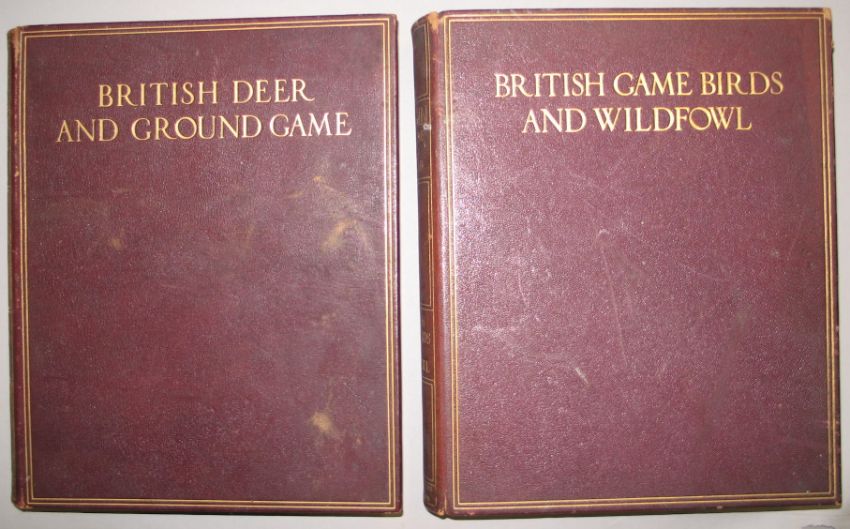 BRITISH DEER
AND GROUND GAME
BRITISH GAME BIRDS
AND WILDFOWL